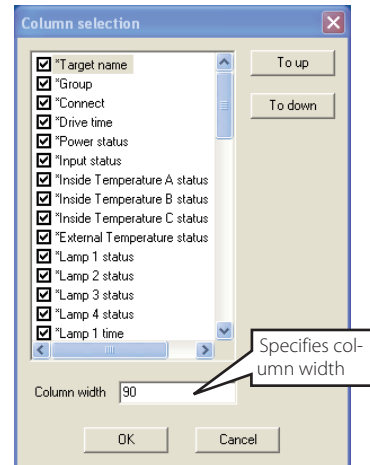 Column selection
*Target name
*Group
*Connect
*Drive time
*Power status
*Input status
*Inside Temperature A status
*Inside Temperature B status
*Inside Temperature C status
*External Temperature status
*Lamp 1 status
*Lamp 2 status
*Lamp 3 status
*Lamp 4 status
*Lamp 1 time
To up
To down
Specifies col-
umn width
Column width 90
OK Cancel